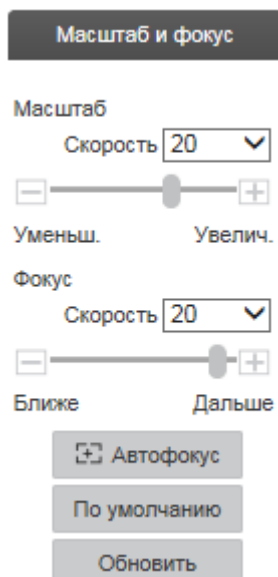 Масштаб и фокус
Масштаб
Скорость 20
Уменьш. Увелич.
Фокус
Скорость 20
Ближе Дальше
Автофокус
По умолчанию
Обновить